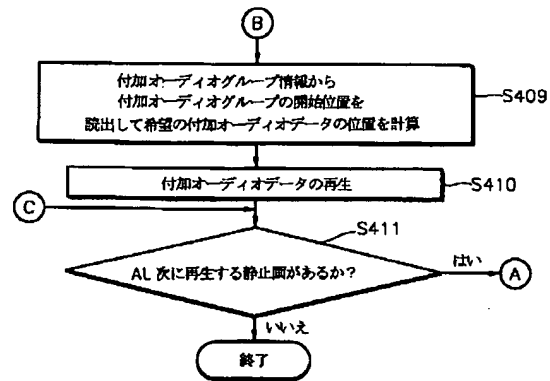 B
付加オーディオグループ情報から
付加オーディオグループの開始位置を
読出して希望の付加オーディオデータの位置を計算
S409
付加オーディオデータの再生
S410
C
S411
AL 次に再生する静止画があるか?
はい
A
いいえ
終了